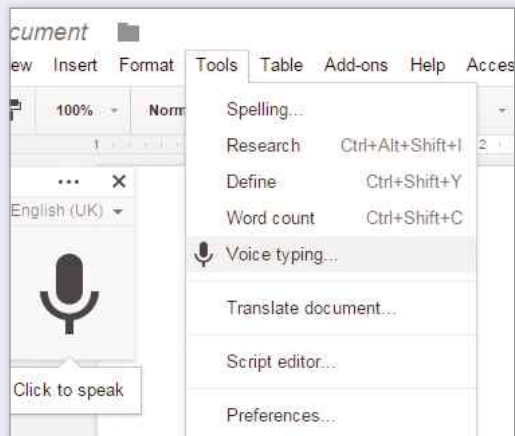 cument
ew Insert Format Tools Table Add-ons Help Acces
100% Norm
1 2
Spelling...
Research Ctrl+Alt+Shift+I
Define Ctrl+Shift+Y
Word count Ctrl+Shift+C
English (UK)
Voice typing...
Translate document...
Script editor...
Click to speak
Preferences...